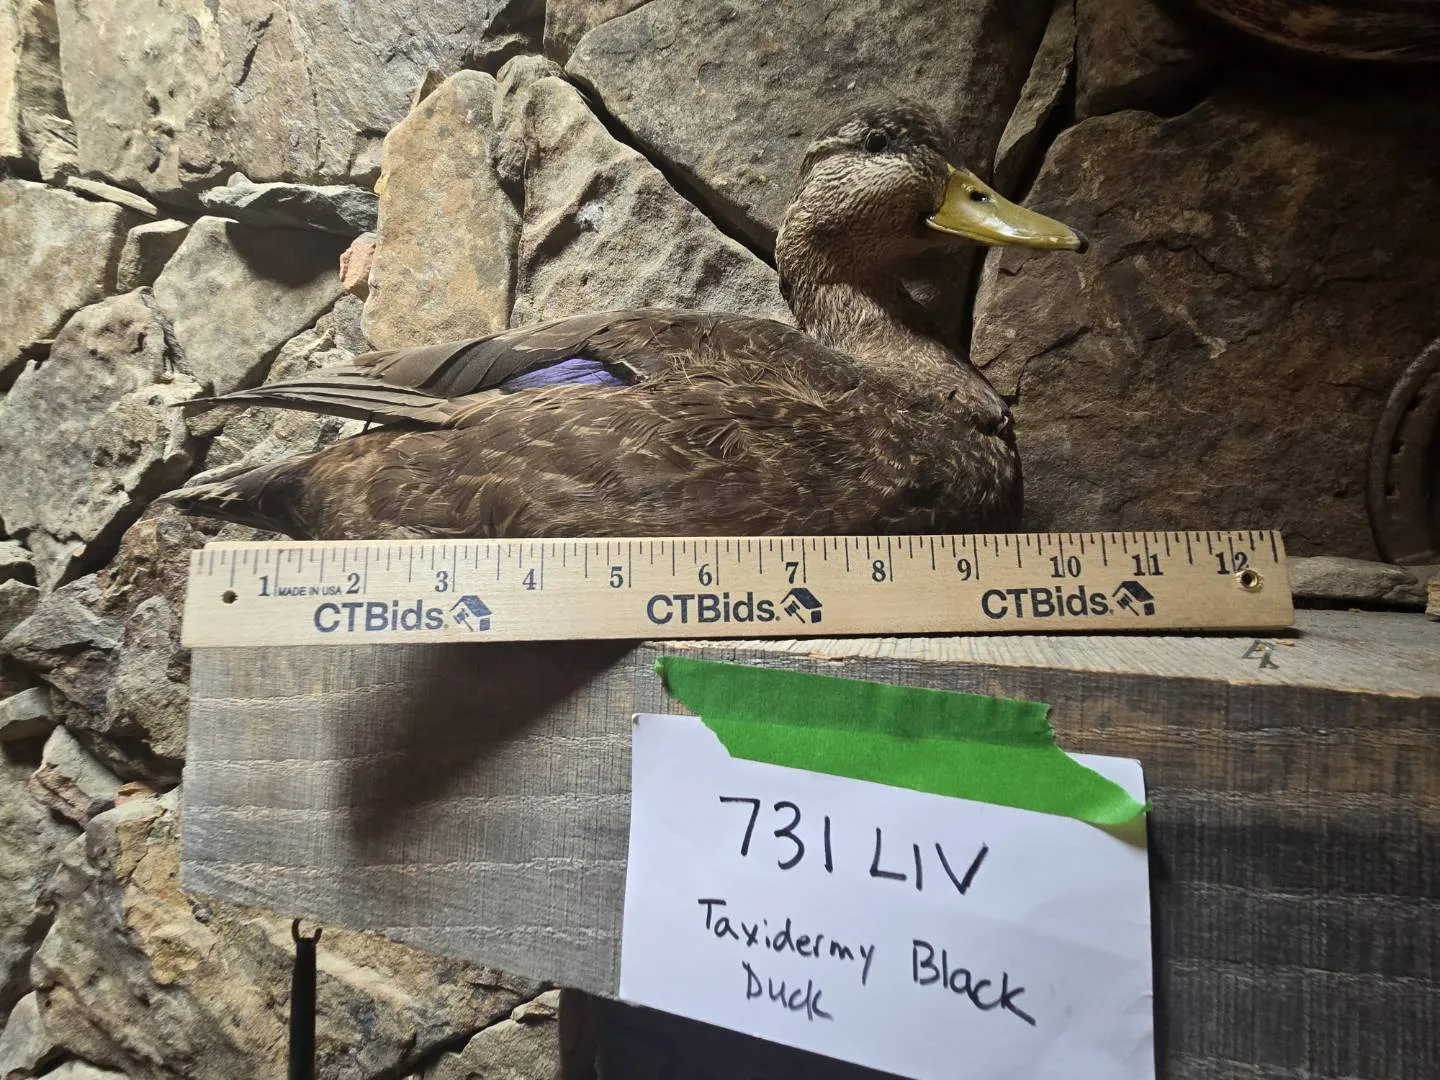 1 MADE IN USA 2 3 4 5 6 7 8 9 10 11 12
CTBids. CTBids. CTBids.
731 LIV
Taxidermy Black
Duck